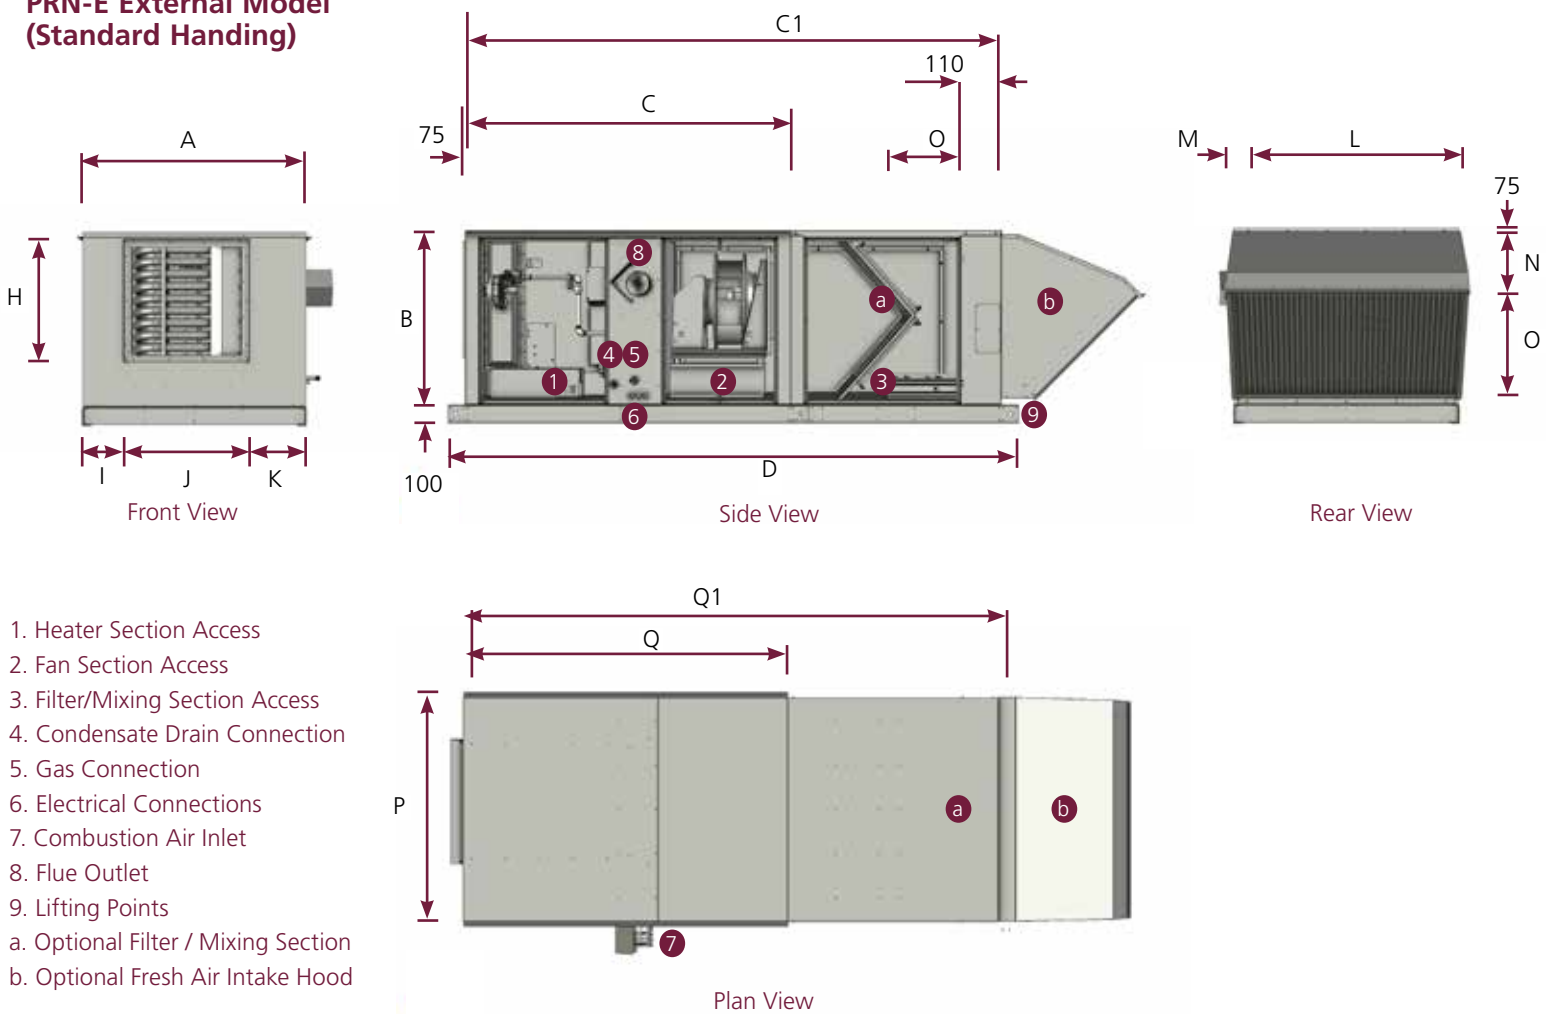 PRN-E External Model
(Standard Handing)
A
H
I
J
K
Front View
C1
110
C
75
O
B
8
a
b
4
5
1
2
3
6
9
100
D
Side View
M
L
75
N
O
Rear View
1. Heater Section Access
2. Fan Section Access
3. Filter/Mixing Section Access
4. Condensate Drain Connection
5. Gas Connection
6. Electrical Connections
7. Combustion Air Inlet
8. Flue Outlet
9. Lifting Points
a. Optional Filter / Mixing Section
b. Optional Fresh Air Intake Hood
Q1
Q
P
a
b
7
Plan View